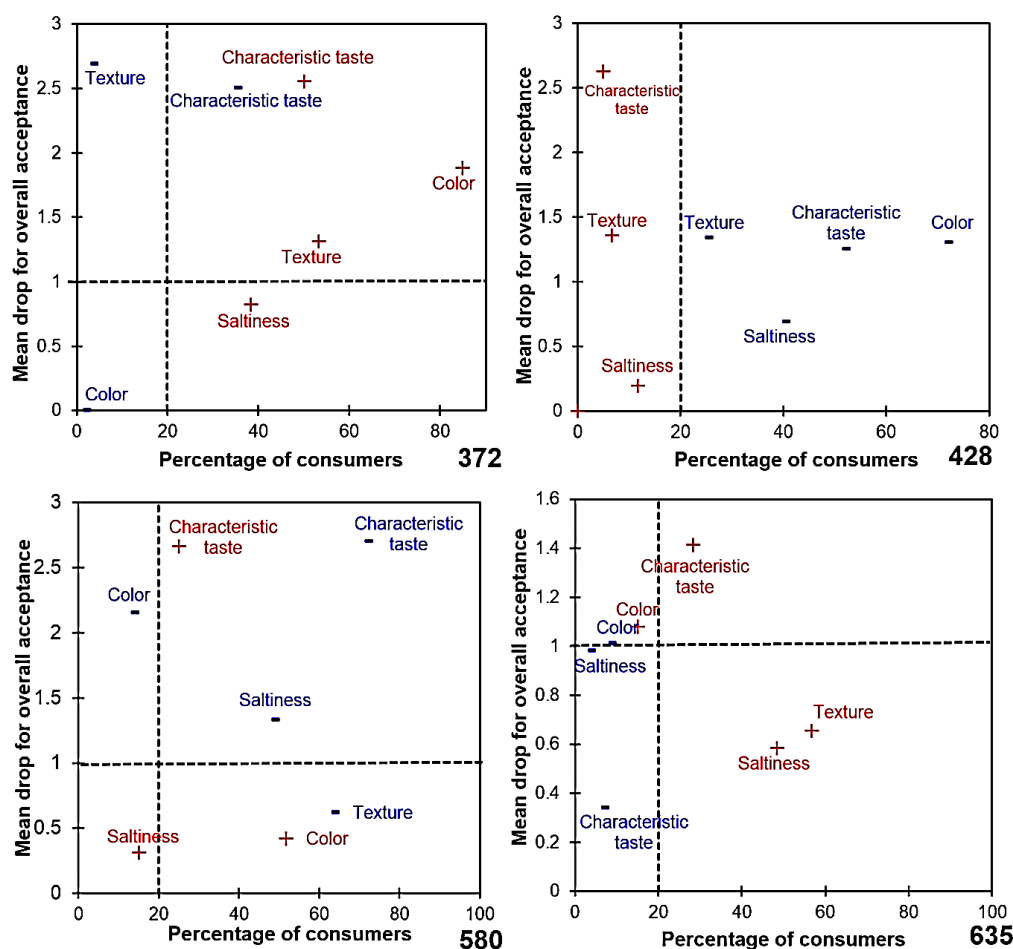 Mean drop for overall acceptance
3
2.5
2
1.5
1
0.5
0
Characteristic taste
Texture
Characteristic taste
Color
Texture
Saltiness
Color
0 20 40 60 80
Percentage of consumers
372
Mean drop for overall acceptance
3
2.5
2
1.5
1
0.5
0
Characteristic
taste
Texture
Texture
Characteristic
taste
Color
Saltiness
Saltiness
0 20 40 60 80
Percentage of consumers
428
Mean drop for overall acceptance
3
2.5
2
1.5
1
0.5
0
Characteristic
taste
Characteristic
taste
Color
Saltiness
Texture
Saltiness
Color
0 20 40 60 80 100
Percentage of consumers
580
Mean drop for overall acceptance
1.6
1.4
1.2
1
0.8
0.6
0.4
0.2
0
Characteristic
taste
Color
Color
Saltiness
Texture
Saltiness
Characteristic
taste
0 20 40 60 80 100
Percentage of consumers
635